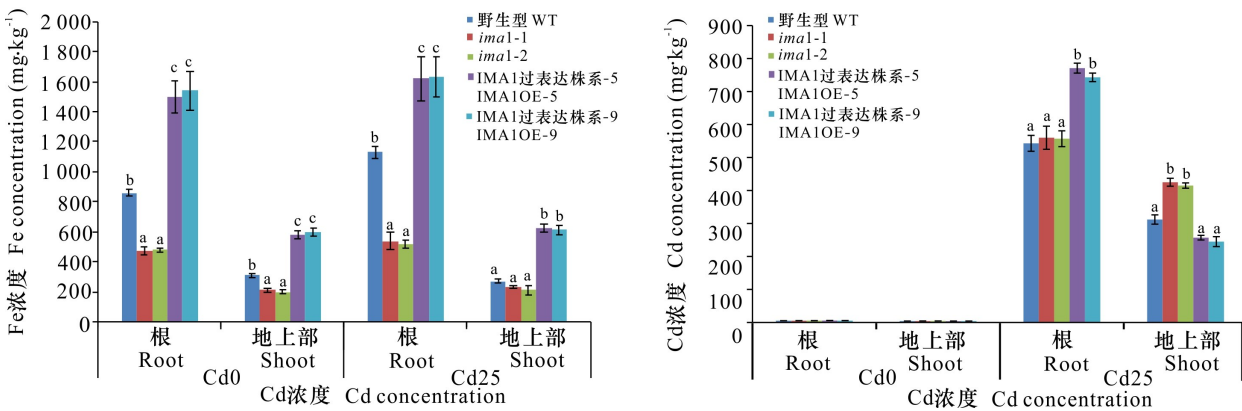 Fe浓度 Fe concentration (mg·kg⁻¹)
2 000
1 800
1 600
1 400
1 200
1 000
800
600
400
200
0
野生型 WT
ima1-1
ima1-2
IMA1过表达株系-5
IMA1OE-5
IMA1过表达株系-9
IMA1OE-9
b a a c c
b a a c c
b a a c c
a a a b b
根 地上部 根 地上部
Root Shoot Root Shoot
Cd0 Cd25
Cd浓度 Cd concentration
Cd浓度 Cd concentration (mg·kg⁻¹)
900
800
700
600
500
400
300
200
100
0
野生型 WT
ima1-1
ima1-2
IMA1过表达株系-5
IMA1OE-5
IMA1过表达株系-9
IMA1OE-9
a a a b b
a b b a a
根 地上部 根 地上部
Root Shoot Root Shoot
Cd0 Cd25
Cd浓度 Cd concentration